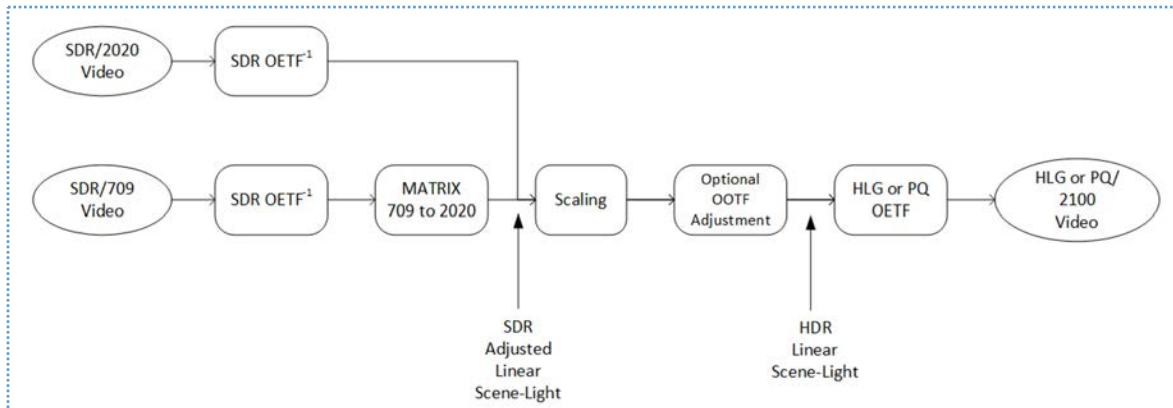 SDR/2020
Video
SDR OETF-1
SDR/709
Video
SDR OETF-1
MATRIX
709 to 2020
Scaling
Optional
OOTF
Adjustment
HLG or PQ
OETF
HLG or PQ/
2100
Video
SDR
Adjusted
Linear
Scene-Light
HDR
Linear
Scene-Light